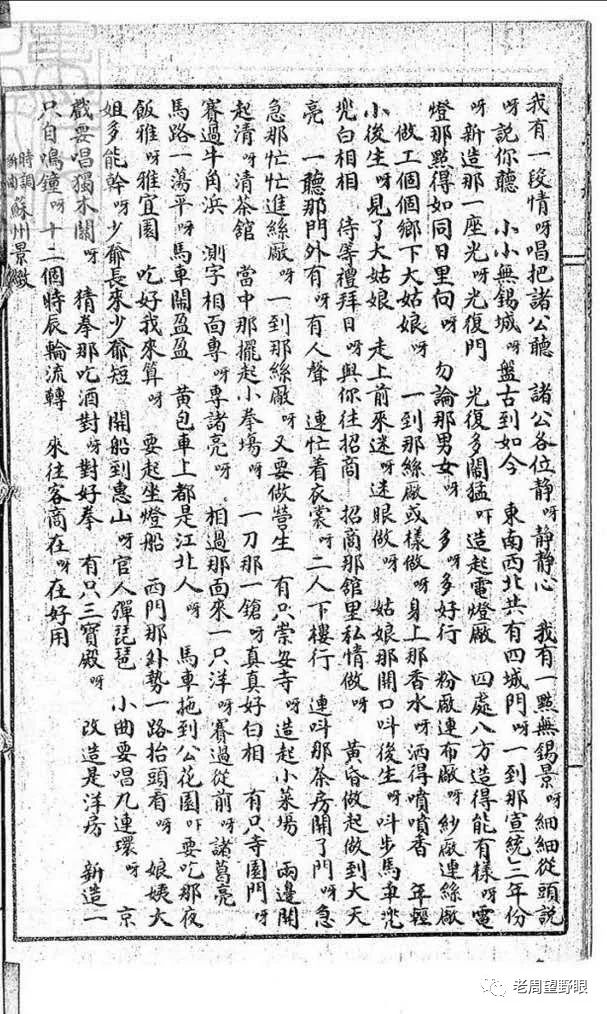 我有一段情呀唱把諸公聽　諸公各位静呀静静心　我有一點無錫景呀細細從頭説
呀説你聽　小小無錫城呀盤古到如今　東南西北共有四城門呀一到那宣統三年份
呀新造那一座光呀光復門　光復多闹猛吓造起電燈廠　四處八方造得能有樣呀電
燈那點得如同日里向呀　勿論那男女呀　多呀多好行　粉廠連布廠呀紗廠連絲廠
做工個個鄉下大姑娘呀　一到那絲廠或樣做呀身上那香水呀洒得噴噴香　年輕
小後生呀見了大姑娘　走上前來迷呀迷眼做呀　姑娘那開口呌後生呀呌步馬車兜
兜白相相　待等禮拜日呀與你往招商　招商那舘里私情做呀　黄昏做起做到大天
亮　一聽那門外有呀有人聲　連忙着衣裳呀二人下樓行　連呌那茶房開了門呀急
急那忙忙進絲廠呀一到那絲廠呀又要做營生　有只崇安寺呀造起小菜場　兩邊開
起清呀清茶舘　當中那擺起小拳塲呀　一刀那一鎗呀真真好白相　有只寺園門呀
賽過牛角浜　測字相面專呀專諸亮呀　相過那面來一只洋呀賽過從前呀諸葛亮
馬路一蕩平呀馬車鬧盈盈　黄包車上都是江北人呀　馬車拖到公花園吓要吃那夜
飯雅呀雅宜園　吃好我來算呀　要起坐燈船　西門那外勢一路抬頭看呀　娘姨大
姐多能幹呀少爺長來少爺短　開船到惠山呀官人彈琵琶　小曲要唱九連環呀　京
戲要唱獨木關呀　猜拳那吃酒對呀對好拳　有只三寳殿呀　改造是洋房　新造一
只自鳴鐘呀十二個時辰輪流轉　來往客商在呀在好用
時調新曲　蘇州景緻
老周望野眼